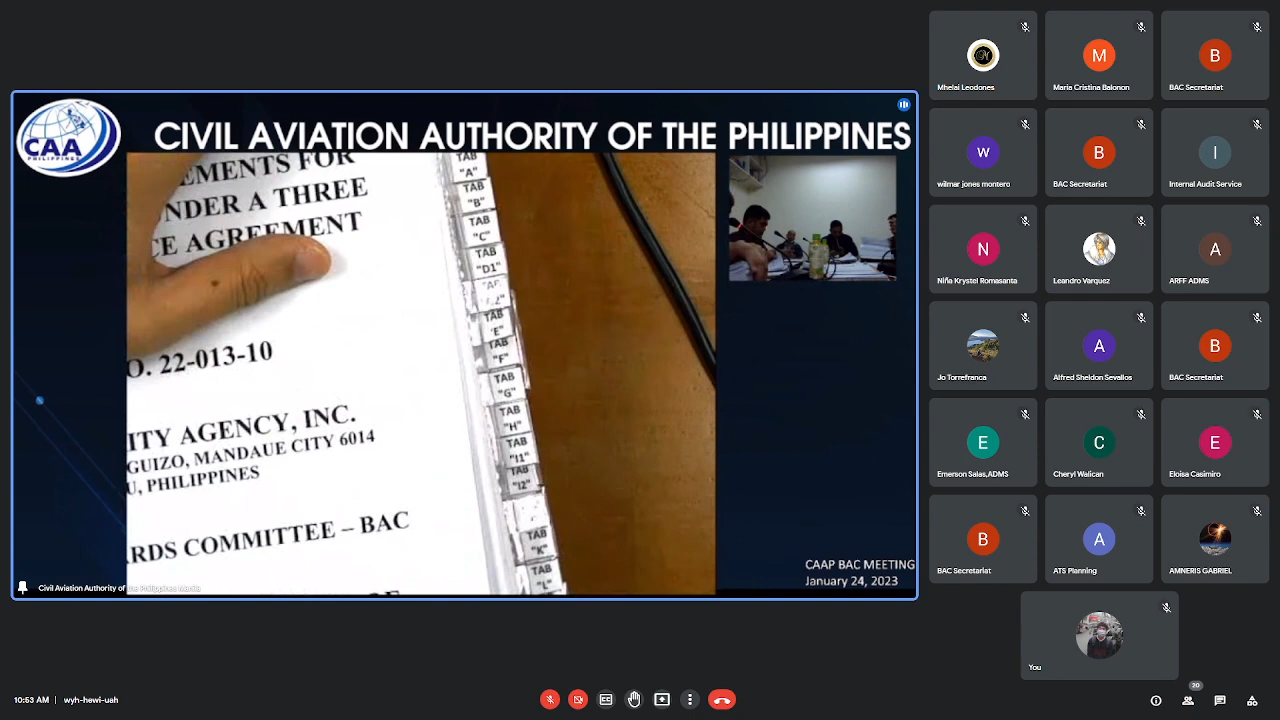 CAA
PHILIPPINES
CIVIL AVIATION AUTHORITY OF THE PHILIPPINES
EMENTS FOR
NDER A THREE
CE AGREEMENT
O. 22-013-10
ITY AGENCY, INC.
GUIZO, MANDAUE CITY 6014
U, PHILIPPINES
RDS COMMITTEE – BAC
TAB "A"
TAB "B"
TAB "C"
TAB "D1"
TAB "E"
TAB "F"
TAB "G"
TAB "H"
TAB "I1"
TAB "I2"
TAB "K"
TAB "L"
CAAP BAC MEETING
January 24, 2023
Civil Aviation Authority of the Philippines Manila
Mielei Leodones
M
Marie Cristina Balonon
B
BAC Secretariat
w
wilmar jones montero
B
BAC Secretariat
I
Internal Audit Service
N
Niña Krystel Romasanta
Leandro Varquez
A
ARFF ADMS
Jo Torrefranca
A
Alfred Sheldon Sevallos
B
BAC Secretariat
E
Emerson Salas,ADMS
C
Cheryl Walican
E
Eloisa Casimiro
B
BAC Secretariat
A
ATS Planning
AMNERIS GABRIEL
You
10:53 AM | wyh-hewi-uah
20